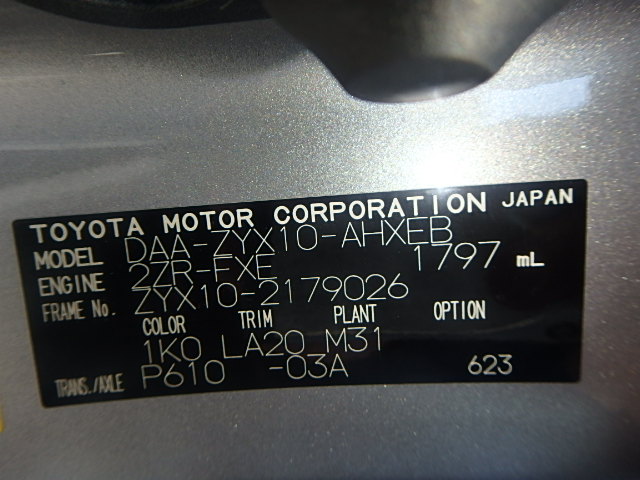 TOYOTA MOTOR CORPORATION JAPAN
MODEL DAA-ZYX10-AHXEB
ENGINE 2ZR-FXE 1797 mL
FRAME No. ZYX10-2179026
COLOR TRIM PLANT OPTION
1K0 LA20 M31
TRANS./AXLE P610 -03A 623